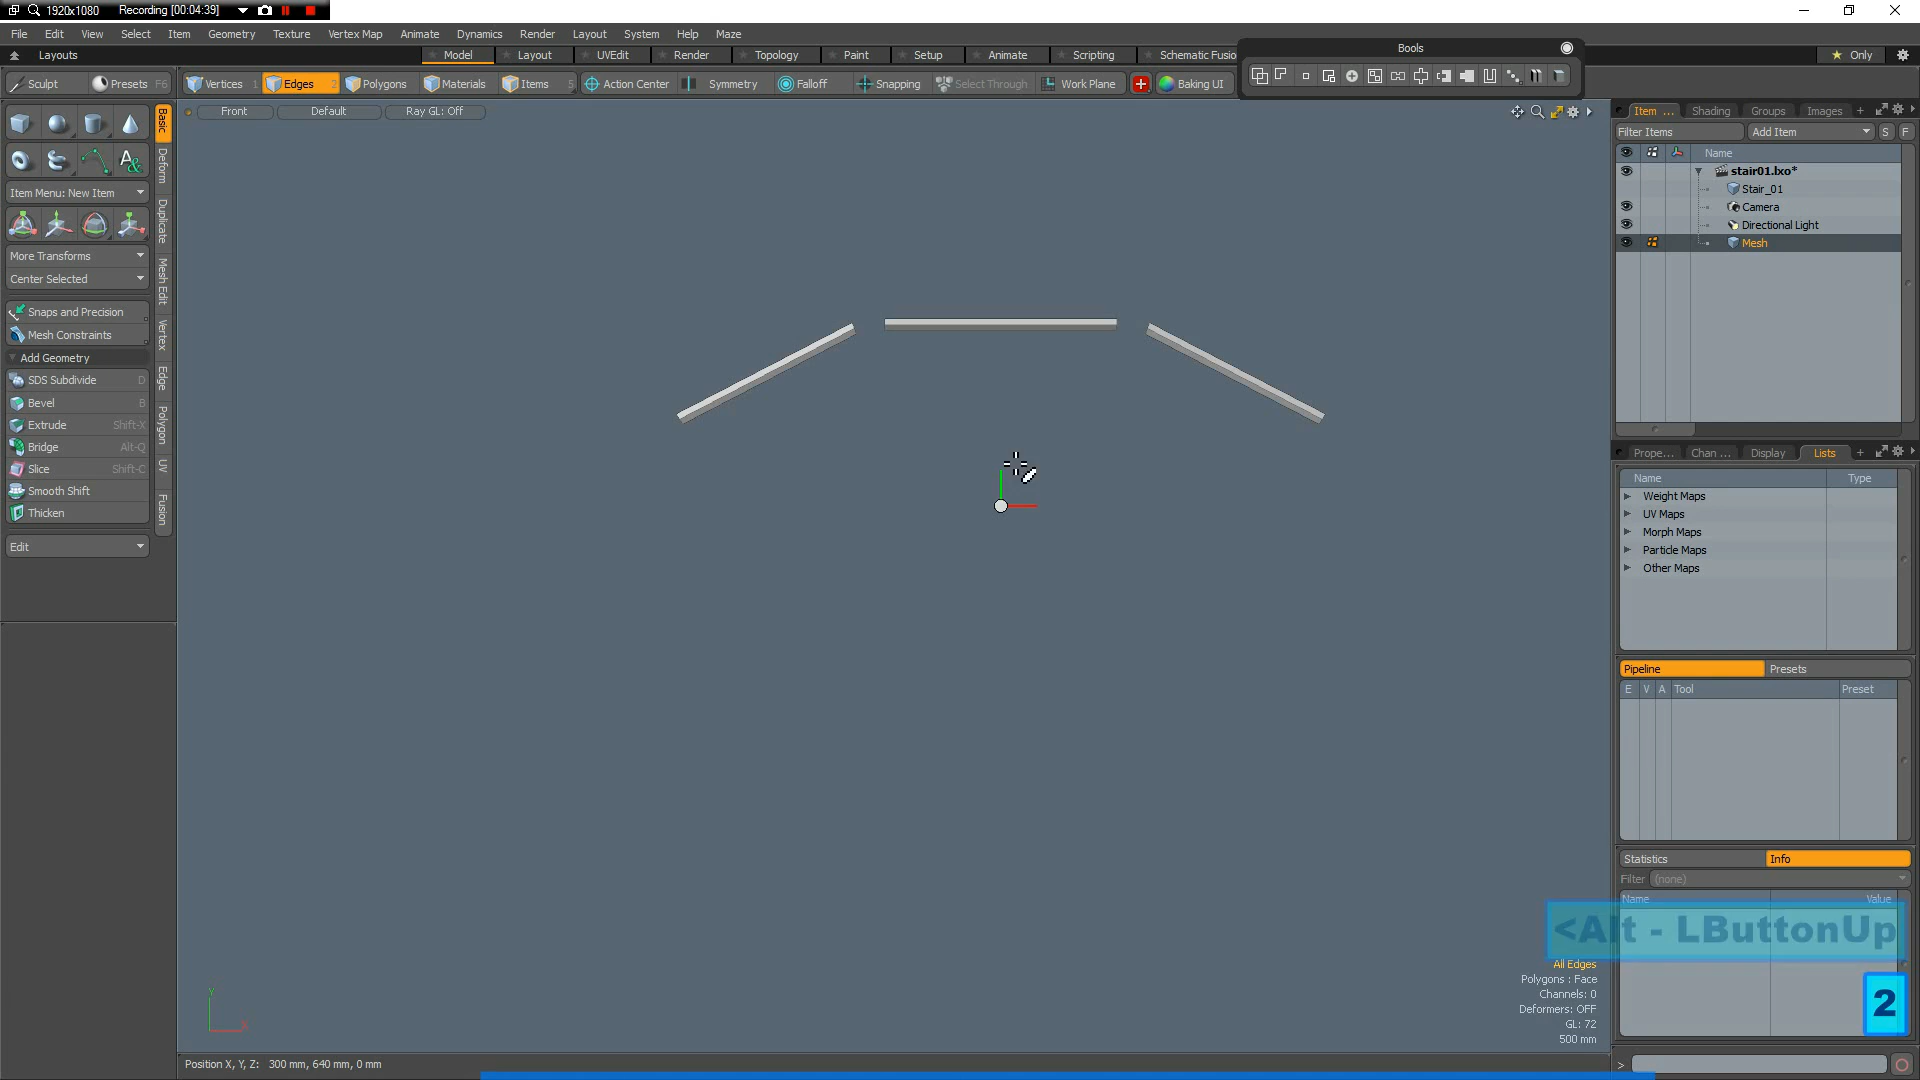 1920x1080 Recording [00:04:39]
File Edit View Select Item Geometry Texture Vertex Map Animate Dynamics Render Layout System Help Maze
Layouts Model Layout UVEdit Render Topology Paint Setup Animate Scripting Schematic Fusio Bools Only
Sculpt Presets F6 Vertices 1 Edges 2 Polygons Materials Items 5 Action Center Symmetry Falloff Snapping Select Through Work Plane Baking UI
Front Default Ray GL: Off
Item ... Shading Groups Images +
Filter Items Add Item S F
Name
stair01.lxo*
Stair_01
Camera
Directional Light
Mesh
Basic
Deform
Duplicate
Mesh Edit
Vertex
Edge
Polygon
UV
Fusion
Item Menu: New Item
More Transforms
Center Selected
Snaps and Precision
Mesh Constraints
Add Geometry
SDS Subdivide D
Bevel B
Extrude Shift-X
Bridge Alt-Q
Slice Shift-C
Smooth Shift
Thicken
Edit
Prope... Chan ... Display Lists +
Name Type
Weight Maps
UV Maps
Morph Maps
Particle Maps
Other Maps
Pipeline Presets
E V A Tool Preset
Statistics Info
Filter (none)
Name Value
<Alt - LButtonUp
2
All Edges
Polygons : Face
Channels: 0
Deformers: OFF
GL: 72
500 mm
Y
X
Position X, Y, Z: 300 mm, 640 mm, 0 mm
>